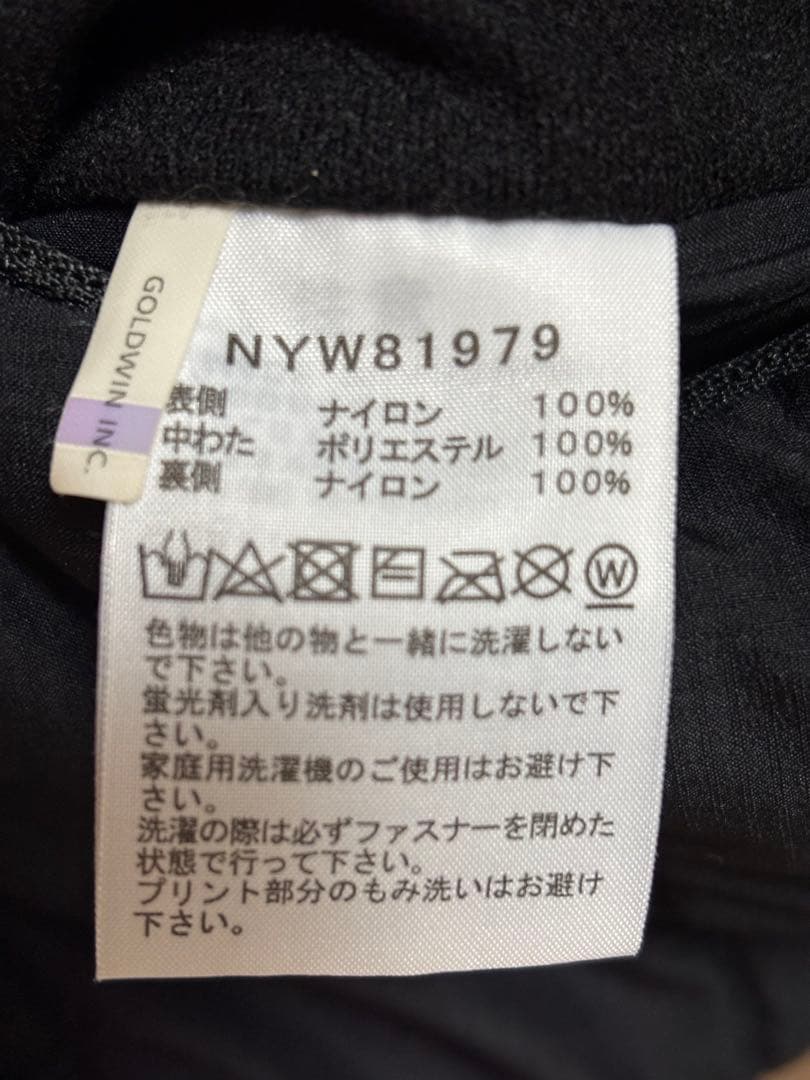 GOLDWIN INC.
NYW81979
表側 ナイロン 100%
中わた ポリエステル 100%
裏側 ナイロン 100%
W
色物は他の物と一緒に洗濯しない
で下さい。
蛍光剤入り洗剤は使用しないで下
さい。
家庭用洗濯機のご使用はお避け下
さい。
洗濯の際は必ずファスナーを閉めた
状態で行って下さい。
プリント部分のもみ洗いはお避け
下さい。